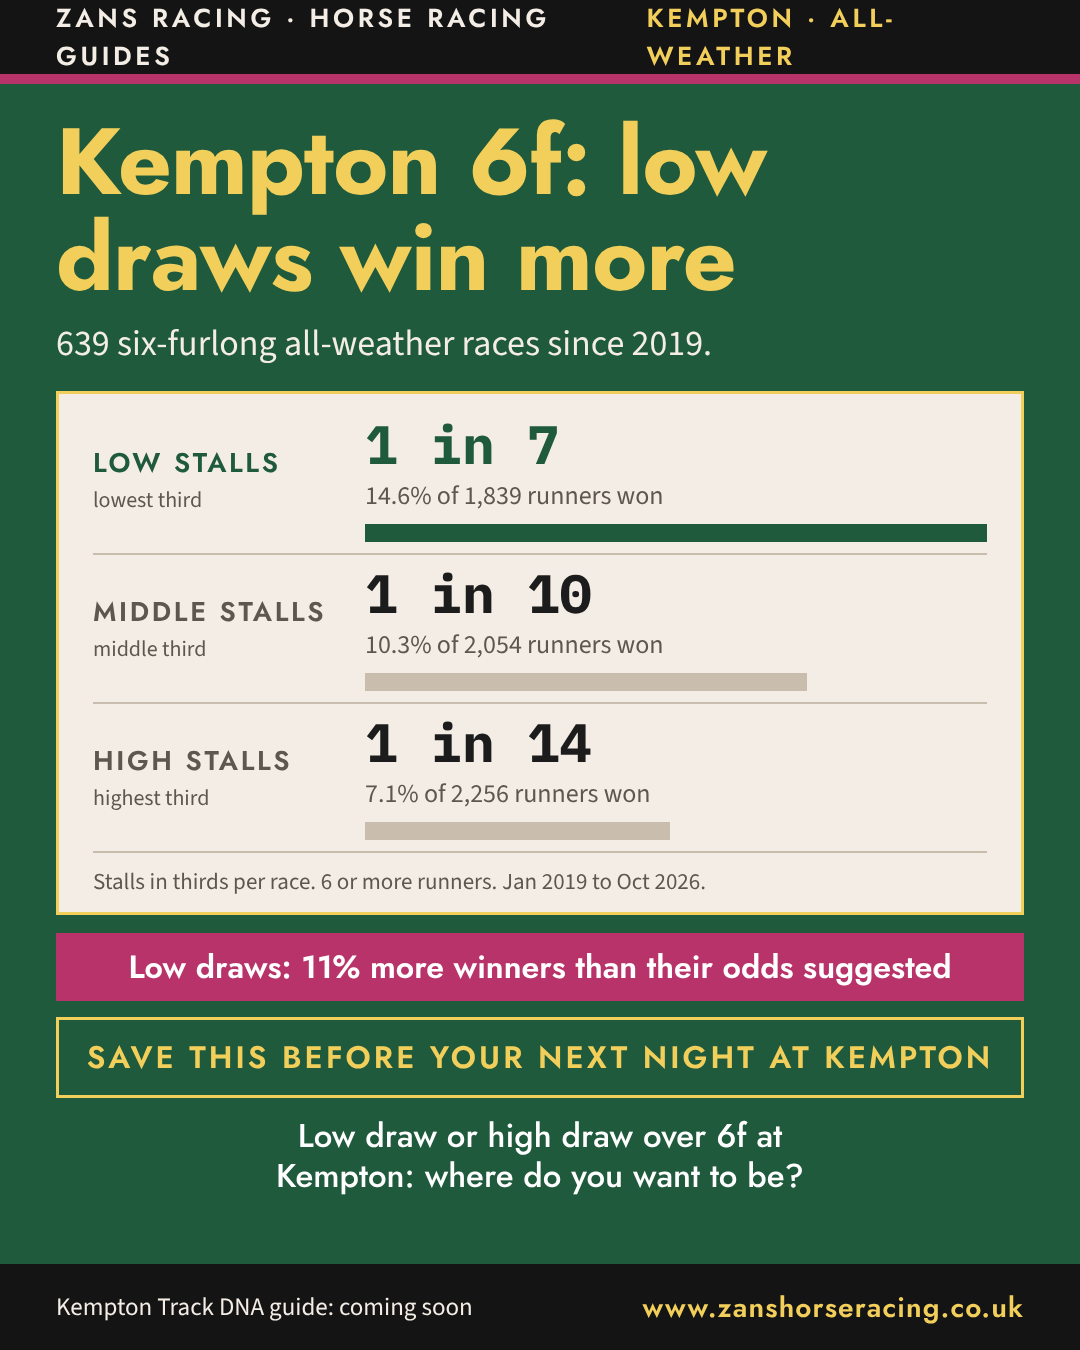 ZANS RACING · HORSE RACING GUIDES
KEMPTON · ALL-WEATHER
Kempton 6f: low
draws win more
639 six-furlong all-weather races since 2019.
LOW STALLS
lowest third
1 in 7
14.6% of 1,839 runners won
MIDDLE STALLS
middle third
1 in 10
10.3% of 2,054 runners won
HIGH STALLS
highest third
1 in 14
7.1% of 2,256 runners won
Stalls in thirds per race. 6 or more runners. Jan 2019 to Oct 2026.
Low draws: 11% more winners than their odds suggested
SAVE THIS BEFORE YOUR NEXT NIGHT AT KEMPTON
Low draw or high draw over 6f at
Kempton: where do you want to be?
Kempton Track DNA guide: coming soon
www.zanshorseracing.co.uk